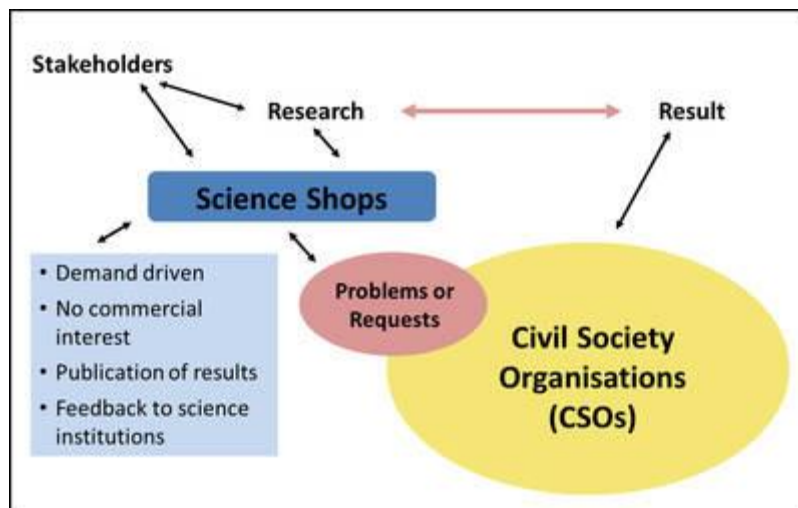 Stakeholders
Research
Result
Science Shops
• Demand driven
• No commercial
interest
• Publication of results
• Feedback to science
institutions
Problems or
Requests
Civil Society
Organisations
(CSOs)